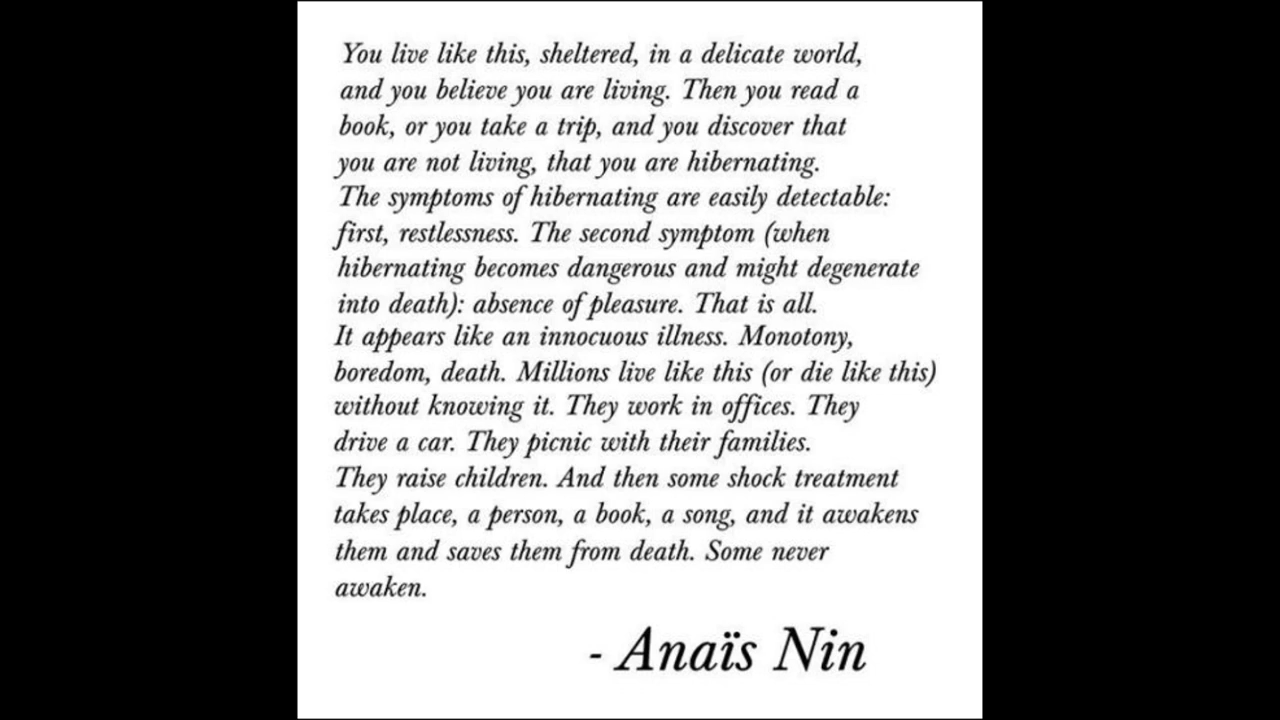 You live like this, sheltered, in a delicate world,
and you believe you are living. Then you read a
book, or you take a trip, and you discover that
you are not living, that you are hibernating.
The symptoms of hibernating are easily detectable:
first, restlessness. The second symptom (when
hibernating becomes dangerous and might degenerate
into death): absence of pleasure. That is all.
It appears like an innocuous illness. Monotony,
boredom, death. Millions live like this (or die like this)
without knowing it. They work in offices. They
drive a car. They picnic with their families.
They raise children. And then some shock treatment
takes place, a person, a book, a song, and it awakens
them and saves them from death. Some never
awaken.
- Anaïs Nin